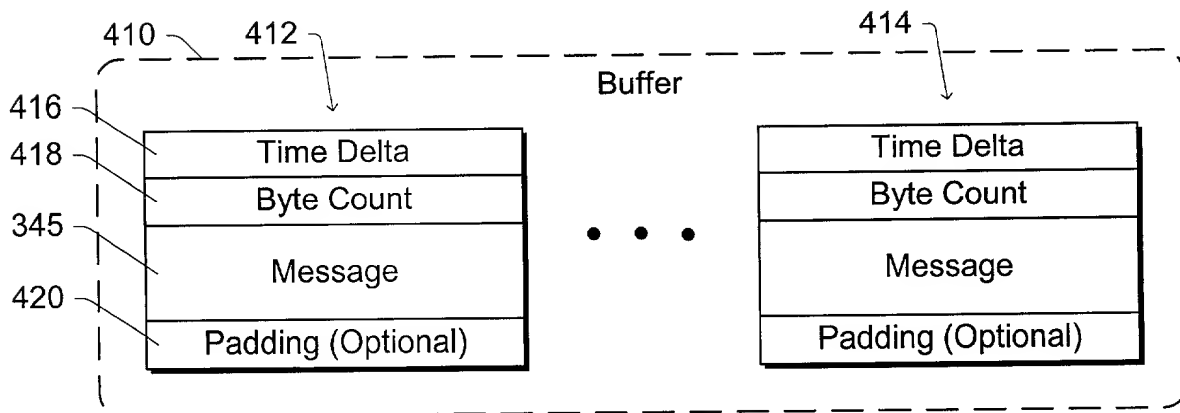 410
412
414
Buffer
416
Time Delta
Time Delta
418
Byte Count
Byte Count
345
Message
• • •
Message
420
Padding (Optional)
Padding (Optional)